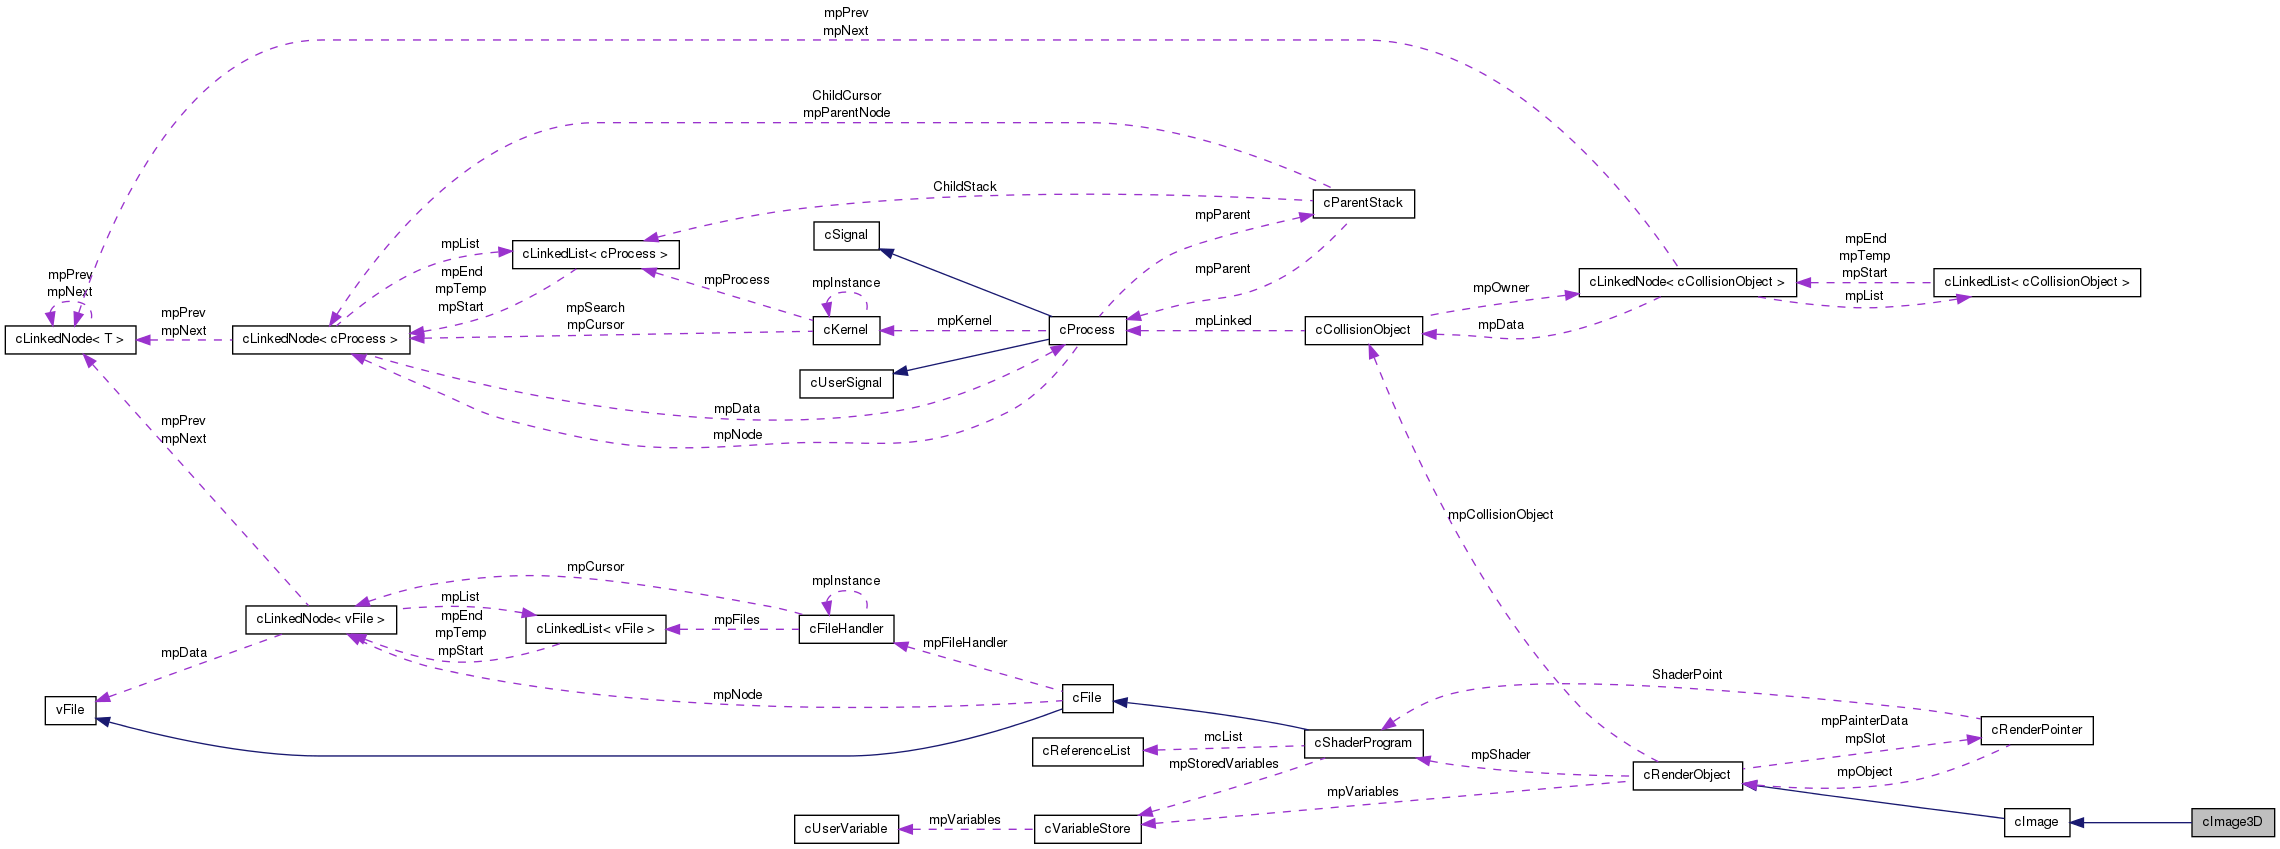 mpPrev
mpNext
ChildCursor
mpParentNode
ChildStack
cParentStack
mpParent
cSignal
mpList
cLinkedList< cProcess >
mpEnd
mpTemp
mpStart
mpProcess
mpInstance
mpParent
mpEnd
mpTemp
mpStart
cLinkedNode< cCollisionObject >
cLinkedList< cCollisionObject >
mpOwner
mpList
mpPrev
mpNext
mpPrev
mpNext
mpSearch
mpCursor
cLinkedNode< T >
cLinkedNode< cProcess >
cKernel
mpKernel
cProcess
mpLinked
cCollisionObject
mpData
cUserSignal
mpData
mpNode
mpPrev
mpNext
mpCollisionObject
mpCursor
mpInstance
mpList
mpEnd
mpTemp
mpStart
cLinkedNode< vFile >
cLinkedList< vFile >
mpFiles
cFileHandler
mpFileHandler
mpData
mpNode
vFile
cFile
ShaderPoint
mpPainterData
mpSlot
cRenderPointer
cReferenceList
mcList
cShaderProgram
mpStoredVariables
mpShader
cRenderObject
mpObject
mpVariables
cUserVariable
mpVariables
cVariableStore
cImage
cImage3D